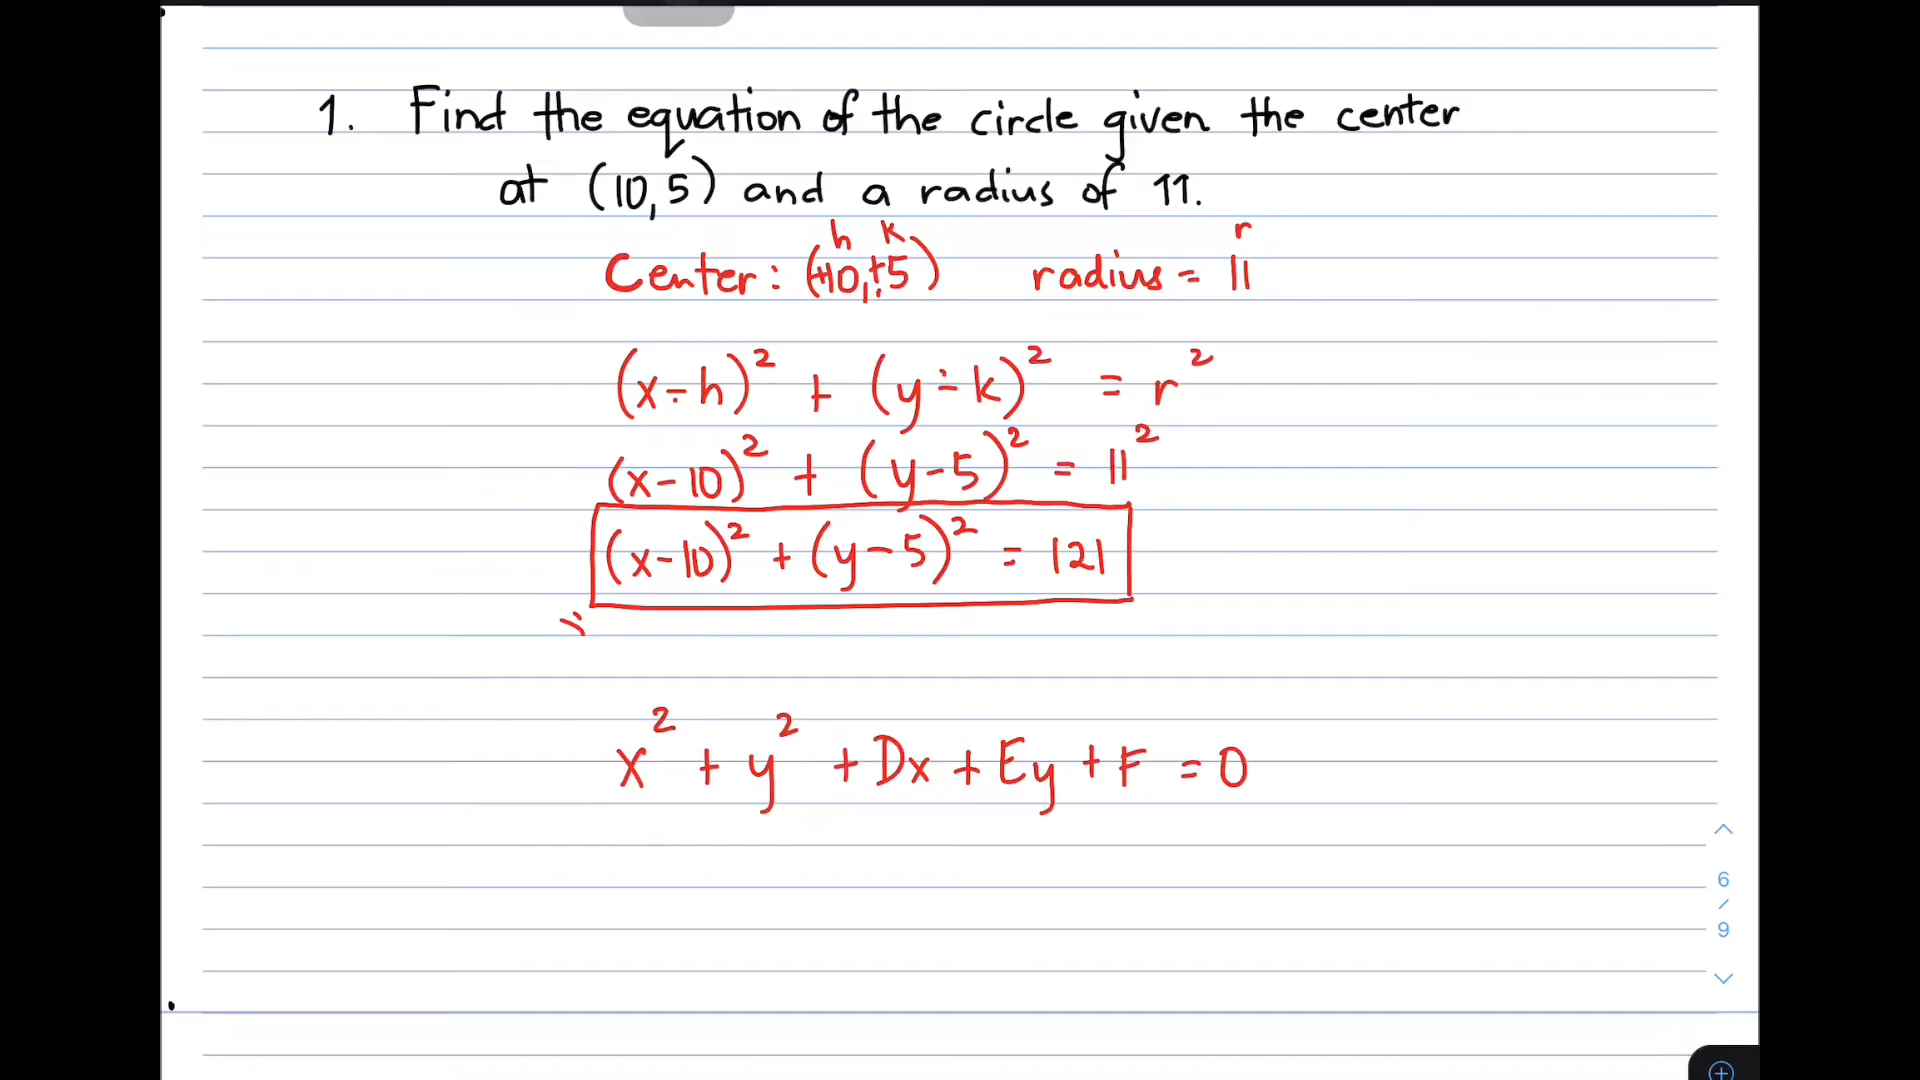 1. Find the equation of the circle given the center
at (10,5) and a radius of 11.
h k r
Center: (+10,+5) radius = 11
(x-h)² + (y-k)² = r²
(x-10)² + (y-5)² = 11²
(x-10)² + (y-5)² = 121
x² + y² + Dx + Ey + F = 0
6
/
9